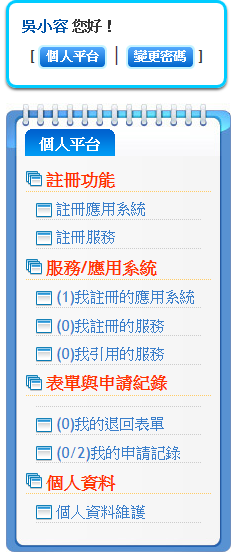 吳小容 您好！
[ 個人平台 | 變更密碼 ]
個人平台
註冊功能
註冊應用系統
註冊服務
服務/應用系統
(1)我註冊的應用系統
(0)我註冊的服務
(0)我引用的服務
表單與申請紀錄
(0)我的退回表單
(0/2)我的申請記錄
個人資料
個人資料維護